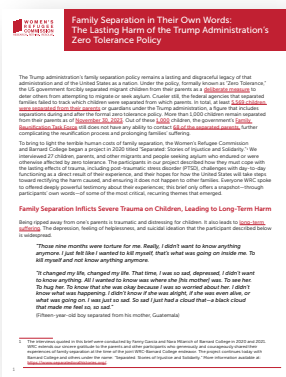 WOMEN'S
REFUGEE
COMMISSION
Family Separation in Their Own Words:
The Lasting Harm of the Trump Administration's
Zero Tolerance Policy
The Trump administration's family separation policy remains a lasting and disgraceful legacy of that
administration and of the United States as a nation. Under the policy, formally known as "Zero Tolerance,"
the US government forcibly separated migrant children from their parents as a deliberate measure to
deter others from attempting to migrate or seek asylum. Crueler still, the federal agencies that separated
families failed to track which children were separated from which parents. In total, at least 5,569 children
were separated from their parents or guardians under the Trump administration, a figure that includes
separations during and after the formal zero tolerance policy. More than 1,000 children remain separated
from their parents as of November 30, 2023. Out of these 1,000 children, the government's Family
Reunification Task Force still does not have any ability to contact 68 of the separated parents, further
complicating the reunification process and prolonging families' suffering.
To bring to light the terrible human costs of family separation, the Women's Refugee Commission
and Barnard College began a project in 2020 titled "Separated: Stories of Injustice and Solidarity." We
interviewed 27 children, parents, and other migrants and people seeking asylum who endured or were
otherwise affected by zero tolerance. The participants in our project described how they must cope with
the lasting effects of trauma, including post-traumatic stress disorder (PTSD), challenges with day-to-day
functioning as a direct result of their experience, and their hopes for how the United States will take steps
toward rectifying the harm caused, and ensuring it does not happen to other families. Everyone WRC spoke
to offered deeply powerful testimony about their experiences; this brief only offers a snapshot—through
participants' own words—of some of the most critical, recurring themes that emerged.
Family Separation Inflicts Severe Trauma on Children, Leading to Long-Term Harm
Being ripped away from one's parents is traumatic and distressing for children. It also leads to long-term
suffering. The depression, feeling of helplessness, and suicidal ideation that the participant described below
is widespread.
"Those nine months were torture for me. Really, I didn't want to know anything
anymore. I just felt like I wanted to kill myself, that's what was going on inside me. To
kill myself and not know anything anymore.
"It changed my life, changed my life. That time, I was so sad, depressed, I didn't want
to know anything. All I wanted to know was where she [his mother] was. To see her.
To hug her. To know that she was okay because I was so worried about her. I didn't
know what was happening, I didn't know if she was alright, if she was even alive, or
what was going on. I was just so sad. So sad I just had a cloud that—a black cloud
that made me feel so, so sad."
(Fifteen-year-old boy separated from his mother, Guatemala)
1